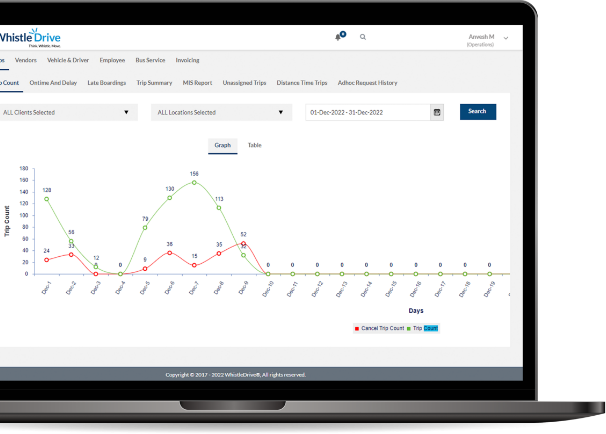 Whistle Drive
Think. Whistle. Move.
Anvesh M
(Operations)
Vendors Vehicle & Driver Employee Bus Service Invoicing
Count Ontime And Delay Late Boardings Trip Summary MIS Report Unassigned Trips Distance Time Trips Adhoc Request History
ALL Clients Selected ▼ ALL Locations Selected ▼ 01-Dec-2022 - 31-Dec-2022 Search
Graph Table
180
160
140
120
100
80
60
40
20
0
Trip Count
128 56 12 0 79 130 156 113 32 0 0 0 0 0 0 0 0 0 0
24 33 0 9 36 15 35 52
Dec-1 Dec-2 Dec-3 Dec-4 Dec-5 Dec-6 Dec-7 Dec-8 Dec-9 Dec-10 Dec-11 Dec-12 Dec-13 Dec-14 Dec-15 Dec-16 Dec-17 Dec-18 Dec-19
Days
Cancel Trip Count Trip Count
Copyright © 2017 - 2022 WhistleDrive®, All rights reserved.